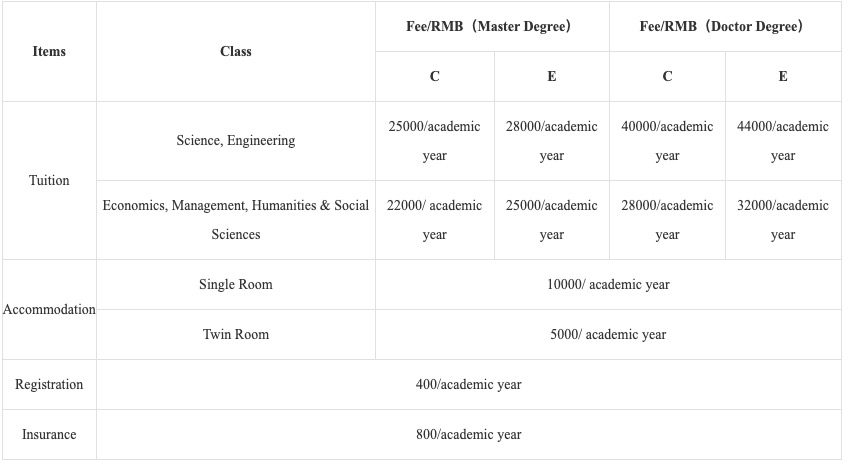 Items
Class
Fee/RMB（Master Degree）
Fee/RMB（Doctor Degree）
C
E
C
E
Tuition
Science, Engineering
25000/academic
year
28000/academic
year
40000/academic
year
44000/academic
year
Economics, Management, Humanities & Social
Sciences
22000/ academic
year
25000/academic
year
28000/academic
year
32000/academic
year
Accommodation
Single Room
10000/ academic year
Twin Room
5000/ academic year
Registration
400/academic year
Insurance
800/academic year